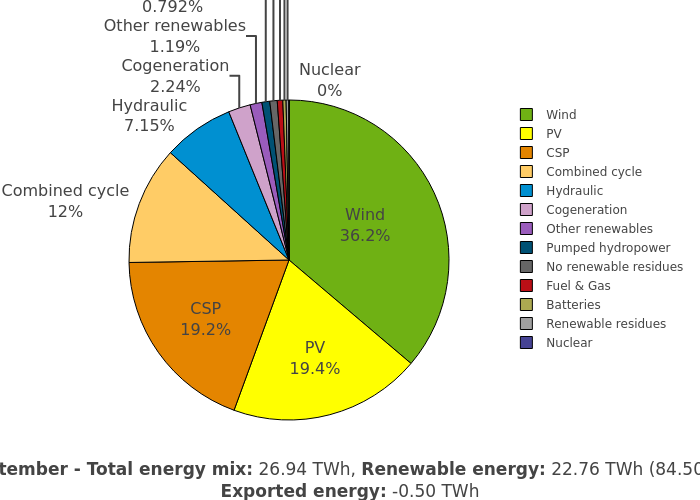 0.792%
Other renewables
1.19%
Cogeneration
2.24%
Hydraulic
7.15%
Combined cycle
12%
Nuclear
0%
Wind
36.2%
CSP
19.2%
PV
19.4%
Wind
PV
CSP
Combined cycle
Hydraulic
Cogeneration
Other renewables
Pumped hydropower
No renewable residues
Fuel & Gas
Batteries
Renewable residues
Nuclear
tember - Total energy mix: 26.94 TWh, Renewable energy: 22.76 TWh (84.50
Exported energy: -0.50 TWh